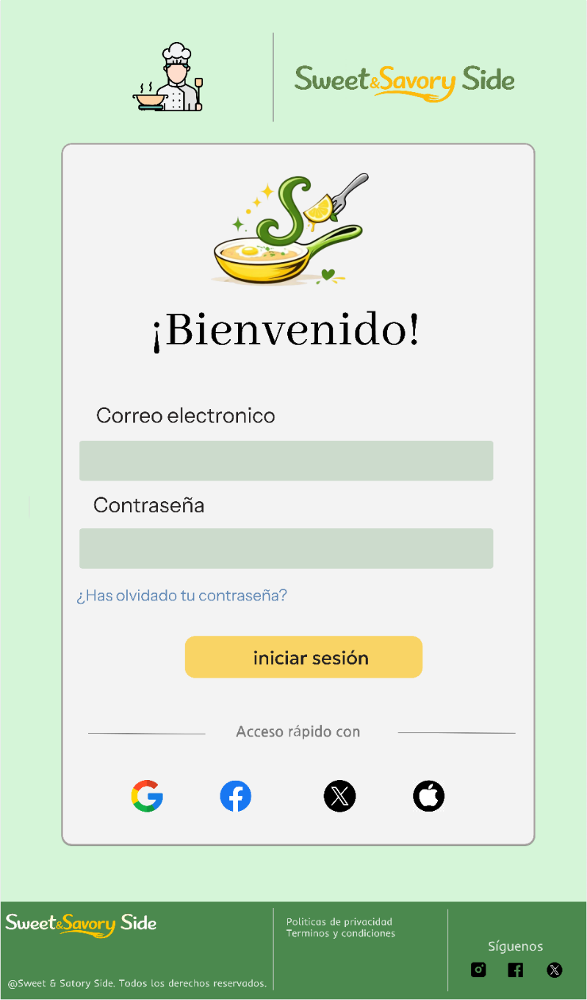 Sweet&Savory Side
¡Bienvenido!
Correo electronico
Contraseña
¿Has olvidado tu contraseña?
iniciar sesión
Acceso rápido con
Sweet&Savory Side
Politicas de privacidad
Terminos y condiciones
Síguenos
@Sweet & Satory Side. Todos los derechos reservados.